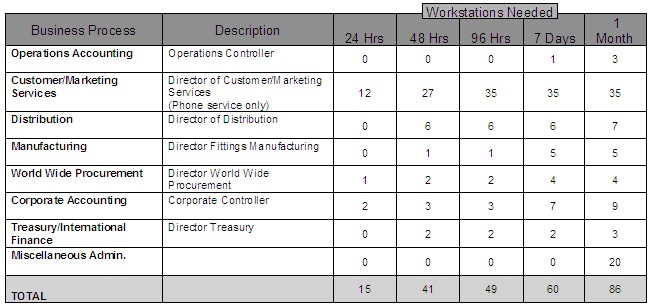 Workstations Needed
Business Process Description 24 Hrs 48 Hrs 96 Hrs 7 Days 1 Month
Operations Accounting Operations Controller 0 0 0 1 3
Customer/Marketing Services Director of Customer/Marketing Services (Phone service only) 12 27 35 35 35
Distribution Director of Distribution 0 6 6 6 7
Manufacturing Director Fittings Manufacturing 0 1 1 5 5
World Wide Procurement Director World Wide Procurement 1 2 2 4 4
Corporate Accounting Corporate Controller 2 3 3 7 9
Treasury/International Finance Director Treasury 0 2 2 2 3
Miscellaneous Admin. 0 0 0 0 20
TOTAL 15 41 49 60 86